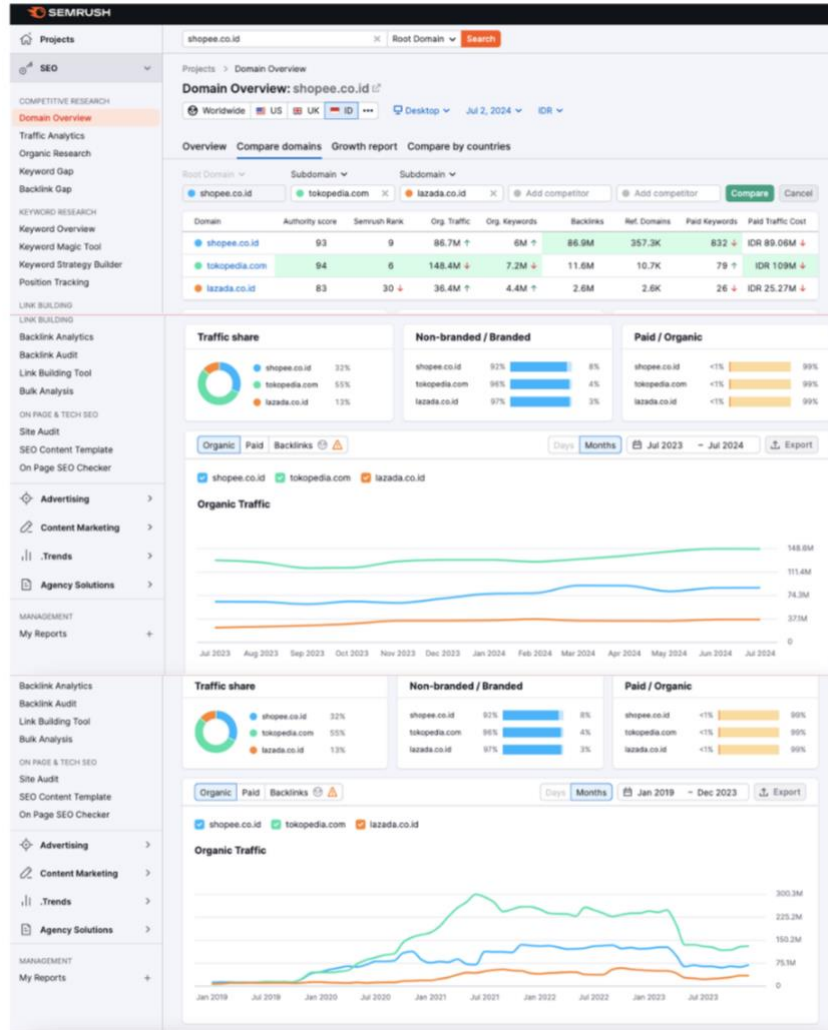 SEMRUSH
Projects
shopee.co.id × Root Domain Search
SEO
Projects > Domain Overview
Domain Overview: shopee.co.id
Worldwide US UK ID ••• Desktop Jul 2, 2024 IDR
COMPETITIVE RESEARCH
Domain Overview
Traffic Analytics
Organic Research
Keyword Gap
Backlink Gap
KEYWORD RESEARCH
Keyword Overview
Keyword Magic Tool
Keyword Strategy Builder
Position Tracking
LINK BUILDING
Overview Compare domains Growth report Compare by countries
Root Domain Subdomain Subdomain
shopee.co.id tokopedia.com × lazada.co.id × Add competitor Add competitor Compare Cancel
Domain Authority score Semrush Rank Org. Traffic Org. Keywords Backlinks Ref. Domains Paid Keywords Paid Traffic Cost
shopee.co.id 93 9 86.7M ↑ 6M ↑ 86.9M 357.3K 832 ↓ IDR 89.06M ↓
tokopedia.com 94 6 148.4M ↓ 7.2M ↓ 11.6M 10.7K 79 ↑ IDR 109M ↓
lazada.co.id 83 30 ↓ 36.4M ↑ 4.4M ↑ 2.6M 2.6K 26 ↓ IDR 25.27M ↓
LINK BUILDING
Backlink Analytics
Backlink Audit
Link Building Tool
Bulk Analysis
ON PAGE & TECH SEO
Site Audit
SEO Content Template
On Page SEO Checker
Advertising >
Content Marketing >
.Trends >
Agency Solutions >
MANAGEMENT
My Reports +
Traffic share
shopee.co.id 32%
tokopedia.com 55%
lazada.co.id 13%
Non-branded / Branded
shopee.co.id 92% 8%
tokopedia.com 96% 4%
lazada.co.id 97% 3%
Paid / Organic
shopee.co.id <1% 99%
tokopedia.com <1% 99%
lazada.co.id <1% 99%
Organic Paid Backlinks Days Months Jul 2023 – Jul 2024 Export
shopee.co.id tokopedia.com lazada.co.id
Organic Traffic
148.6M
111.4M
74.3M
37.1M
0
Jul 2023 Aug 2023 Sep 2023 Oct 2023 Nov 2023 Dec 2023 Jan 2024 Feb 2024 Mar 2024 Apr 2024 May 2024 Jun 2024 Jul 2024
Backlink Analytics
Backlink Audit
Link Building Tool
Bulk Analysis
ON PAGE & TECH SEO
Site Audit
SEO Content Template
On Page SEO Checker
Advertising >
Content Marketing >
.Trends >
Agency Solutions >
MANAGEMENT
My Reports +
Traffic share
shopee.co.id 32%
tokopedia.com 55%
lazada.co.id 13%
Non-branded / Branded
shopee.co.id 92% 8%
tokopedia.com 96% 4%
lazada.co.id 97% 3%
Paid / Organic
shopee.co.id <1% 99%
tokopedia.com <1% 99%
lazada.co.id <1% 99%
Organic Paid Backlinks Days Months Jan 2019 – Dec 2023 Export
shopee.co.id tokopedia.com lazada.co.id
Organic Traffic
300.3M
225.2M
150.2M
75.1M
0
Jan 2019 Jul 2019 Jan 2020 Jul 2020 Jan 2021 Jul 2021 Jan 2022 Jul 2022 Jan 2023 Jul 2023